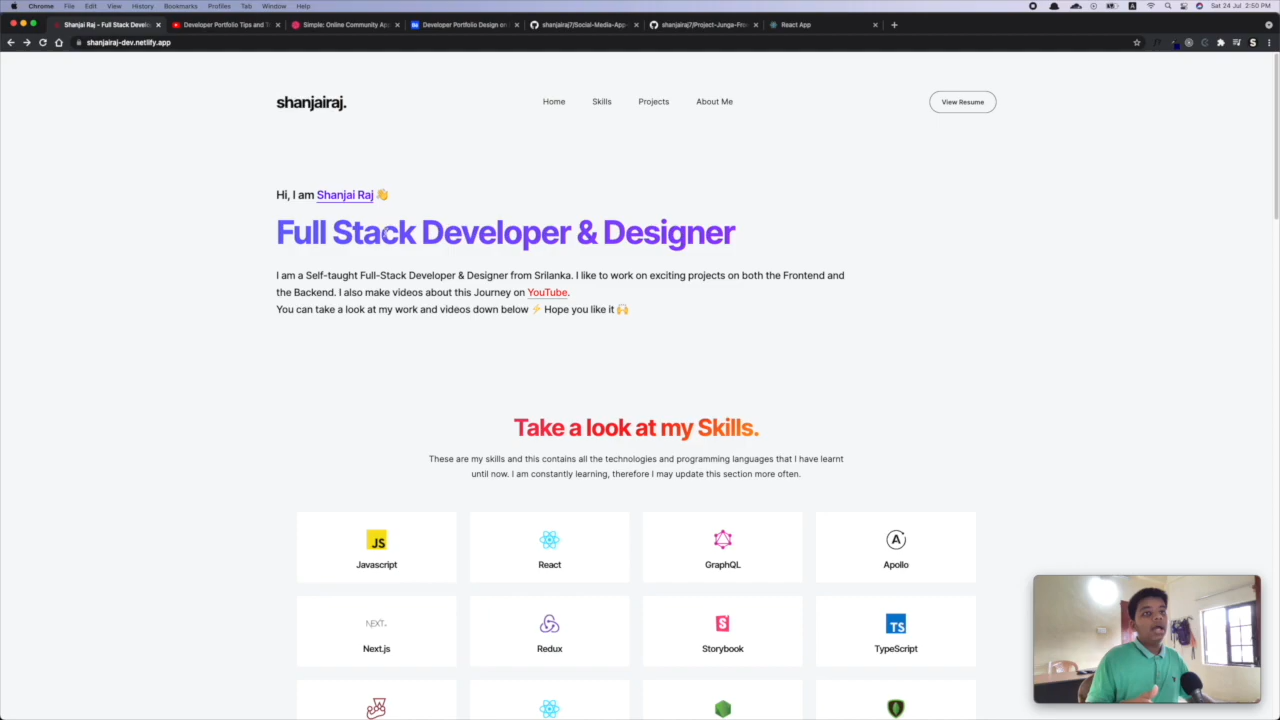 Chrome File Edit View History Bookmarks Profiles Tab Window Help
A Sat 24 Jul 2:50 PM
Shanjai Raj - Full Stack Develo
Developer Portfolio Tips and T
Simple: Online Community App
Developer Portfolio Design on
shanjairaj7/Social-Media-App-
shanjairaj7/Project-Junga-Fro
React App
shanjairaj-dev.netlify.app
shanjairaj.
Home
Skills
Projects
About Me
View Resume
Hi, I am Shanjai Raj 👋
Full Stack Developer & Designer
I am a Self-taught Full-Stack Developer & Designer from Srilanka. I like to work on exciting projects on both the Frontend and
the Backend. I also make videos about this Journey on YouTube.
You can take a look at my work and videos down below ⚡ Hope you like it 🙌
Take a look at my Skills.
These are my skills and this contains all the technologies and programming languages that I have learnt
until now. I am constantly learning, therefore I may update this section more often.
JS
Javascript
React
GraphQL
A
Apollo
NEXT.
Next.js
Redux
S
Storybook
TS
TypeScript